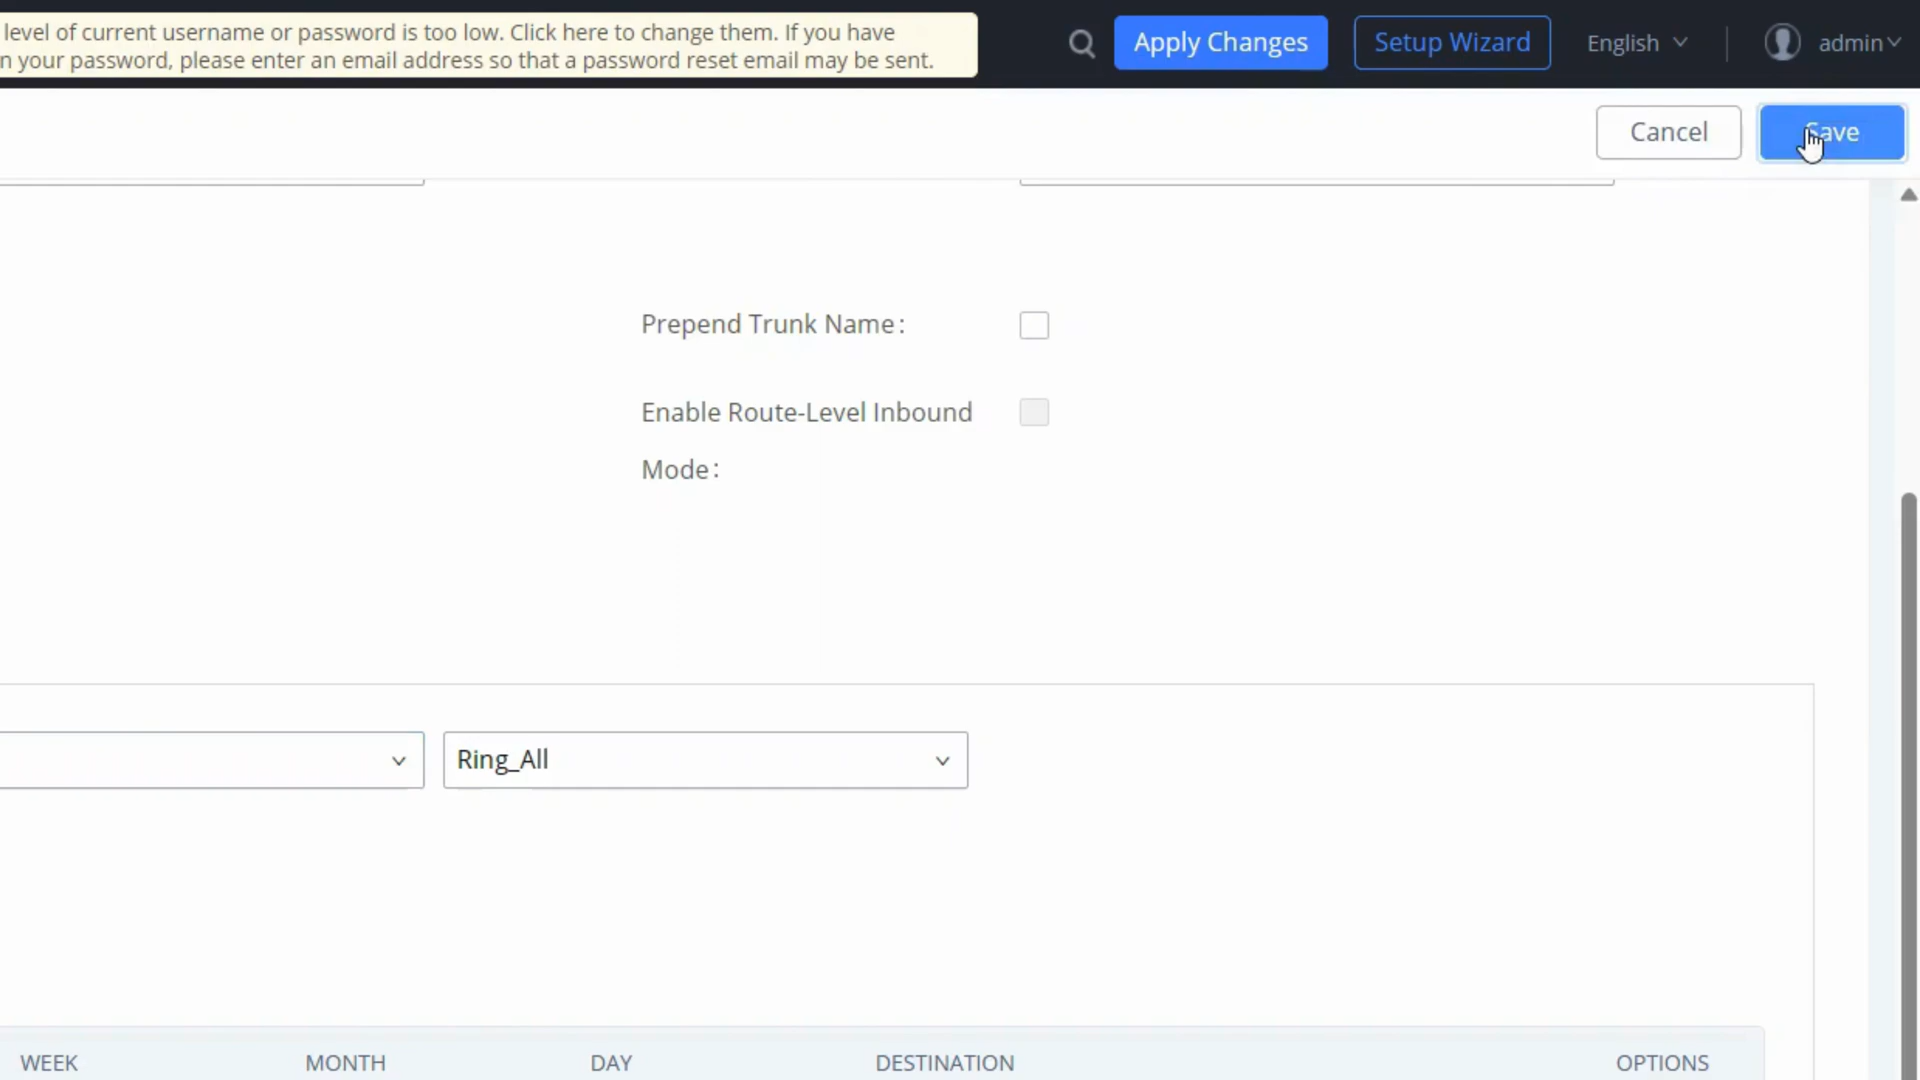 level of current username or password is too low. Click here to change them. If you have
n your password, please enter an email address so that a password reset email may be sent.
Apply Changes
Setup Wizard
English
admin
Cancel
Save
Prepend Trunk Name:
Enable Route-Level Inbound
Mode:
Ring_All
WEEK MONTH DAY DESTINATION OPTIONS